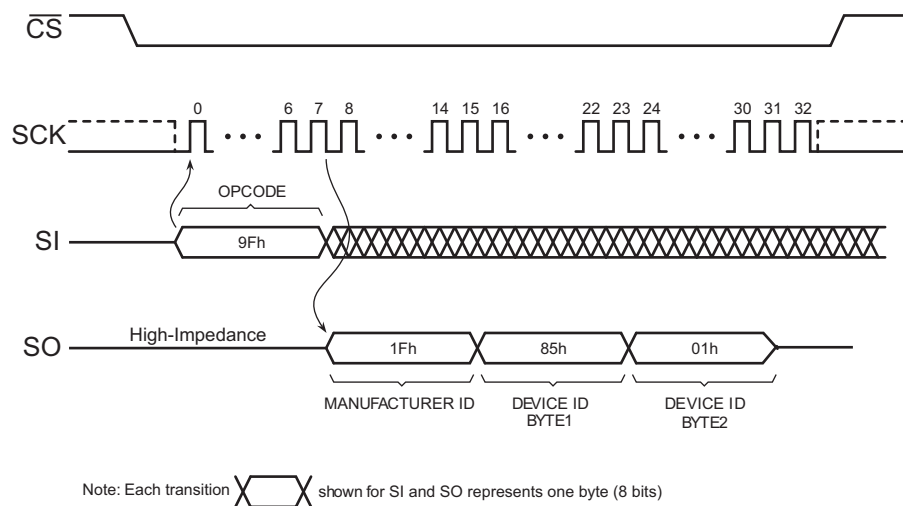 CS
0 6 7 8 14 15 16 22 23 24 30 31 32
SCK
OPCODE
SI
9Fh
High-Impedance
SO
1Fh 85h 01h
MANUFACTURER ID
DEVICE ID
BYTE1
DEVICE ID
BYTE2
Note: Each transition shown for SI and SO represents one byte (8 bits)